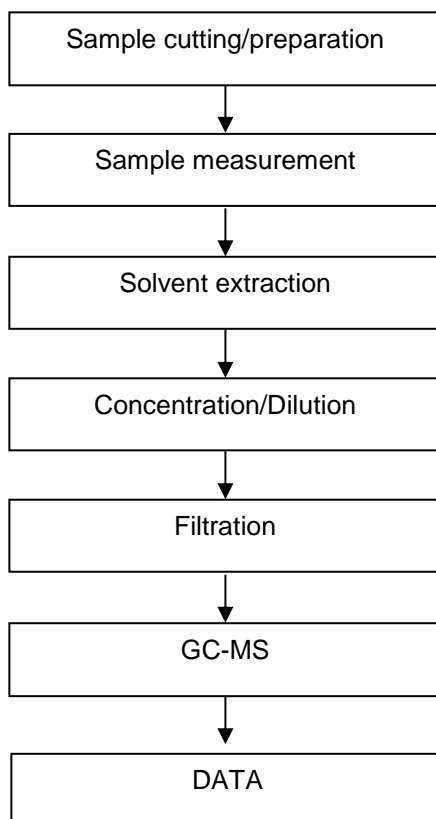 Sample cutting/preparation
Sample measurement
Solvent extraction
Concentration/Dilution
Filtration
GC-MS
DATA